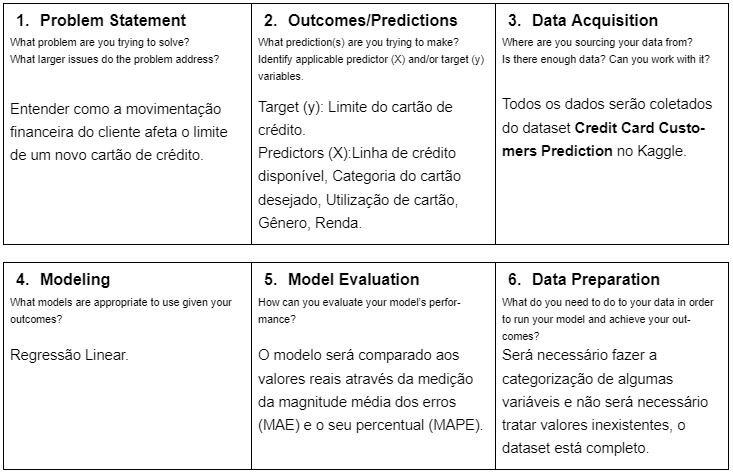 1. Problem Statement
What problem are you trying to solve?
What larger issues do the problem address?
Entender como a movimentação
financeira do cliente afeta o limite
de um novo cartão de crédito.
2. Outcomes/Predictions
What prediction(s) are you trying to make?
Identify applicable predictor (X) and/or target (y)
variables.
Target (y): Limite do cartão de
crédito.
Predictors (X):Linha de crédito
disponível, Categoria do cartão
desejado, Utilização de cartão,
Gênero, Renda.
3. Data Acquisition
Where are you sourcing your data from?
Is there enough data? Can you work with it?
Todos os dados serão coletados
do dataset Credit Card Custo-
mers Prediction no Kaggle.
4. Modeling
What models are appropriate to use given your
outcomes?
Regressão Linear.
5. Model Evaluation
How can you evaluate your model's perfor-
mance?
O modelo será comparado aos
valores reais através da medição
da magnitude média dos erros
(MAE) e o seu percentual (MAPE).
6. Data Preparation
What do you need to do to your data in order
to run your model and achieve your out-
comes?
Será necessário fazer a
categorização de algumas
variáveis e não será necessário
tratar valores inexistentes, o
dataset está completo.